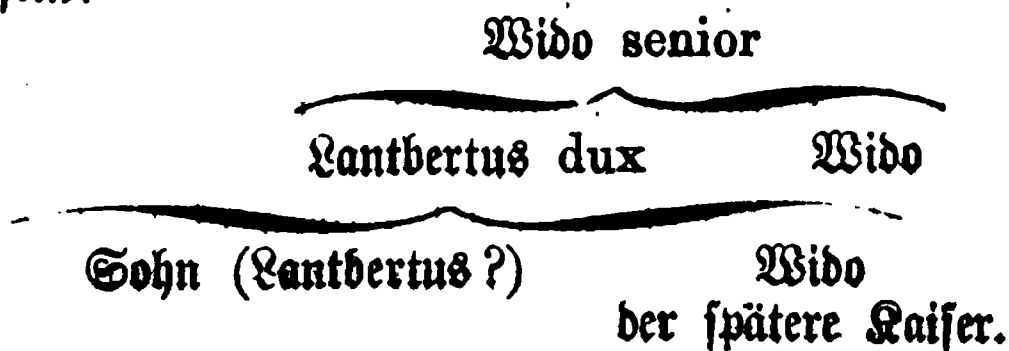 Wido senior
Lantbertus dux Wido
Sohn (Lantbertus?) Wido
der spätere Kaiser.